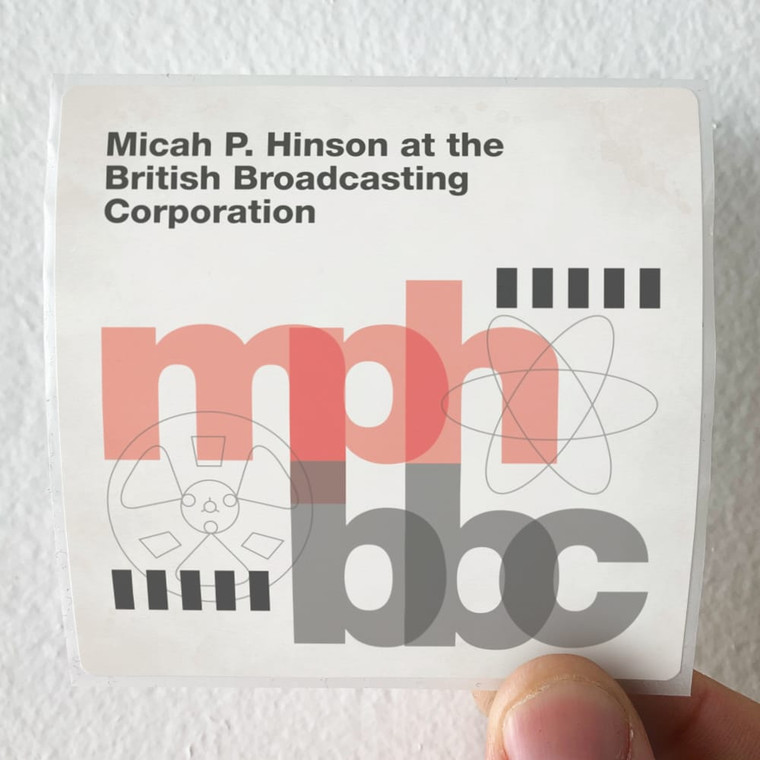 Micah P. Hinson at the
British Broadcasting
Corporation
mph
bbc